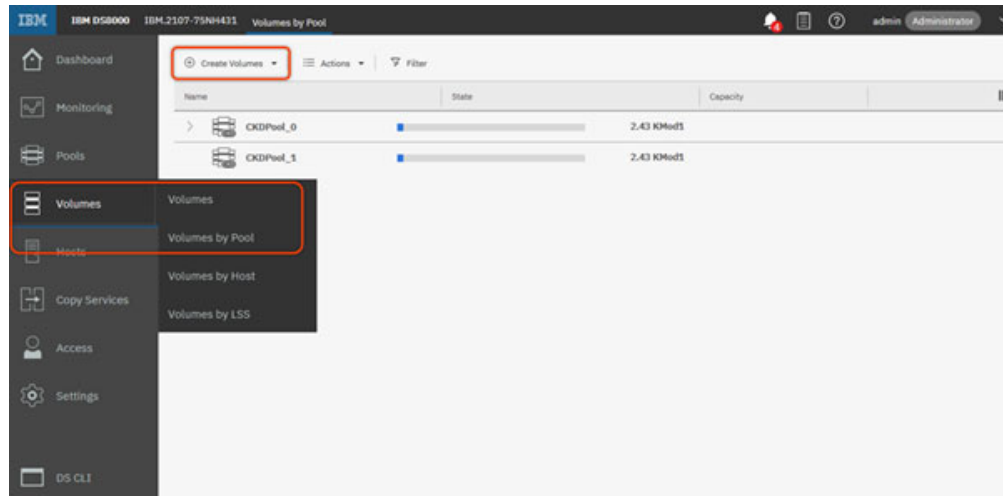 IBM IBM DS8000 IBM.2107-75NH431 Volumes by Pool 4 admin Administrator
Dashboard
Create Volumes Actions Filter
Name State Capacity
Monitoring
CKDPool_0 2.43 KMod1
Pools
CKDPool_1 2.43 KMod1
Volumes
Volumes
Volumes by Pool
Hosts
Volumes by Host
Copy Services
Volumes by LSS
Access
Settings
DS CLI